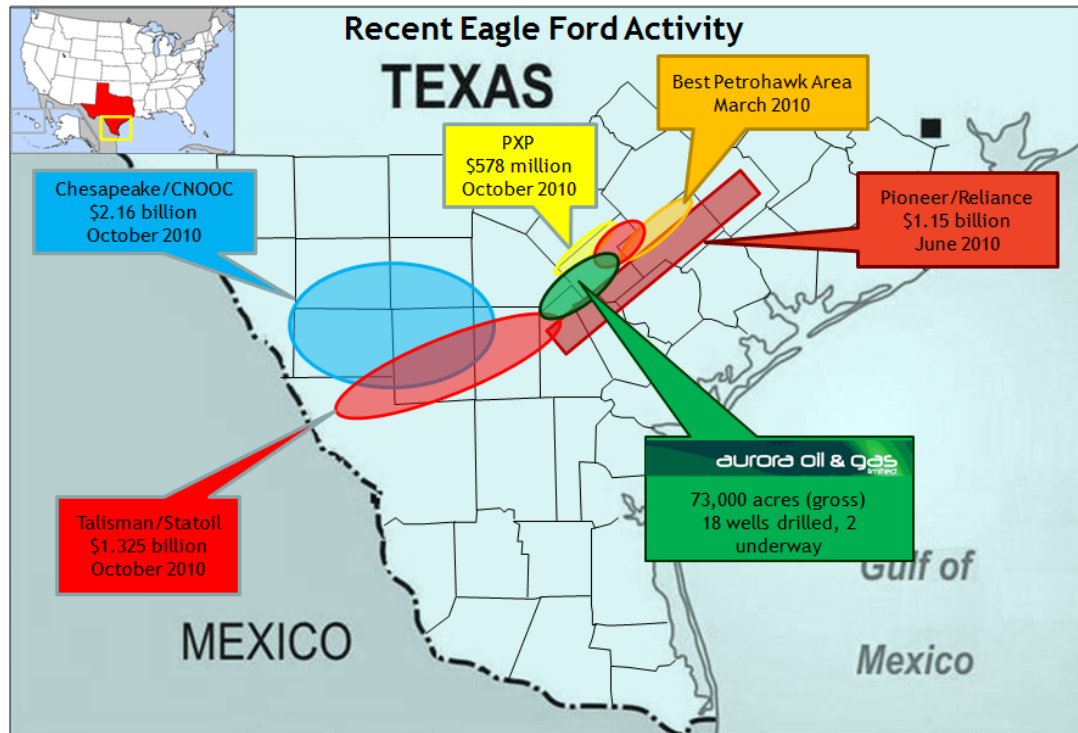 Recent Eagle Ford Activity
TEXAS
Best Petrohawk Area
March 2010
PXP
$578 million
October 2010
Chesapeake/CNOOC
$2.16 billion
October 2010
Pioneer/Reliance
$1.15 billion
June 2010
aurora oil & gas
limited
73,000 acres (gross)
18 wells drilled, 2
underway
Talisman/Statoil
$1.325 billion
October 2010
Gulf of
Mexico
MEXICO